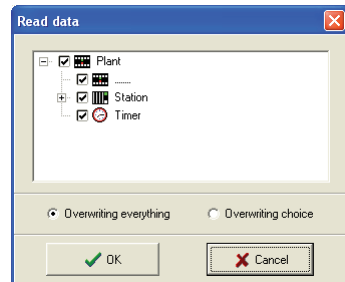 Read data
Plant
.......
Station
Timer
Overwriting everything Overwriting choice
OK Cancel